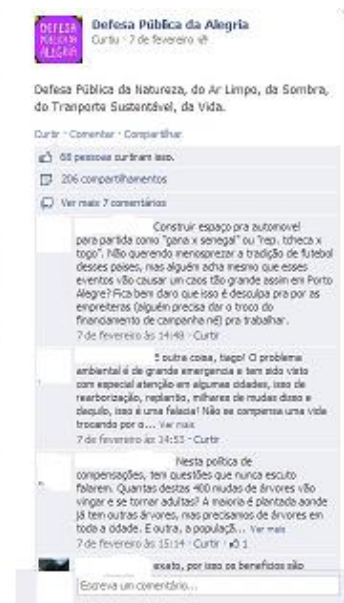 DEFESA
PÚBLICA DA
ALEGRIA
Defesa Pública da Alegria
Curtiu · 7 de fevereiro
Defesa Pública da Natureza, do Ar Limpo, da Sombra,
do Tranporte Sustentável, da Vida.
Curtir · Comentar · Compartilhar
68 pessoas curtiram isso.
206 compartilhamentos
Ver mais 7 comentários
Construir espaço pra automovel
para partida como "gana x senegal" ou "rep. tcheca x
togo". Não querendo menosprezar a tradição de futebol
desses paises, mas alguém acha mesmo que esses
eventos vão causar um caos tão grande assim em Porto
Alegre? Fica bem claro que isso é desculpa pra por as
empreiteras (alguém precisa dar o troco do
financiamento de campanha né) pra trabalhar.
7 de fevereiro às 14:48 · Curtir
E outra coisa, tiago! O problema
ambiental é de grande emergencia e tem sido visto
com especial atenção em algumas cidades, isso de
rearborização, replantio, milhares de mudas disso e
daquilo, isso é uma falacia! Não se compensa uma vida
trocando por o... Ver mais
7 de fevereiro às 14:53 · Curtir
Nesta política de
compensações, tem questões que nunca escuto
falarem. Quantas destas 400 mudas de árvores vão
vingar e se tornar adultas? A maioria é plantada aonde
já tem outras árvores, mas precisamos de árvores em
toda a cidade. E outra, a populaçã... Ver mais
7 de fevereiro às 15:14 · Curtir · 1
exato, por isso os benefícios são
Escreva um comentário...